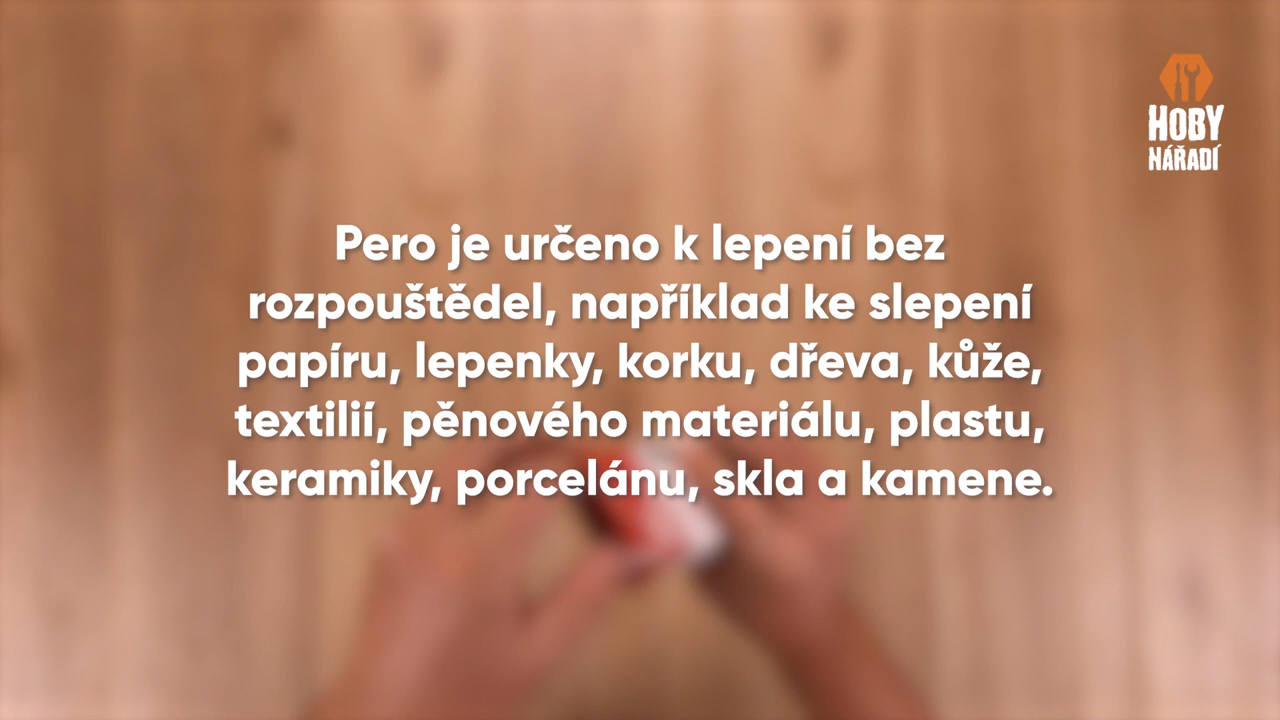 HOBY
NÁŘADÍ
Pero je určeno k lepení bez
rozpouštědel, například ke slepení
papíru, lepenky, korku, dřeva, kůže,
textilií, pěnového materiálu, plastu,
keramiky, porcelánu, skla a kamene.